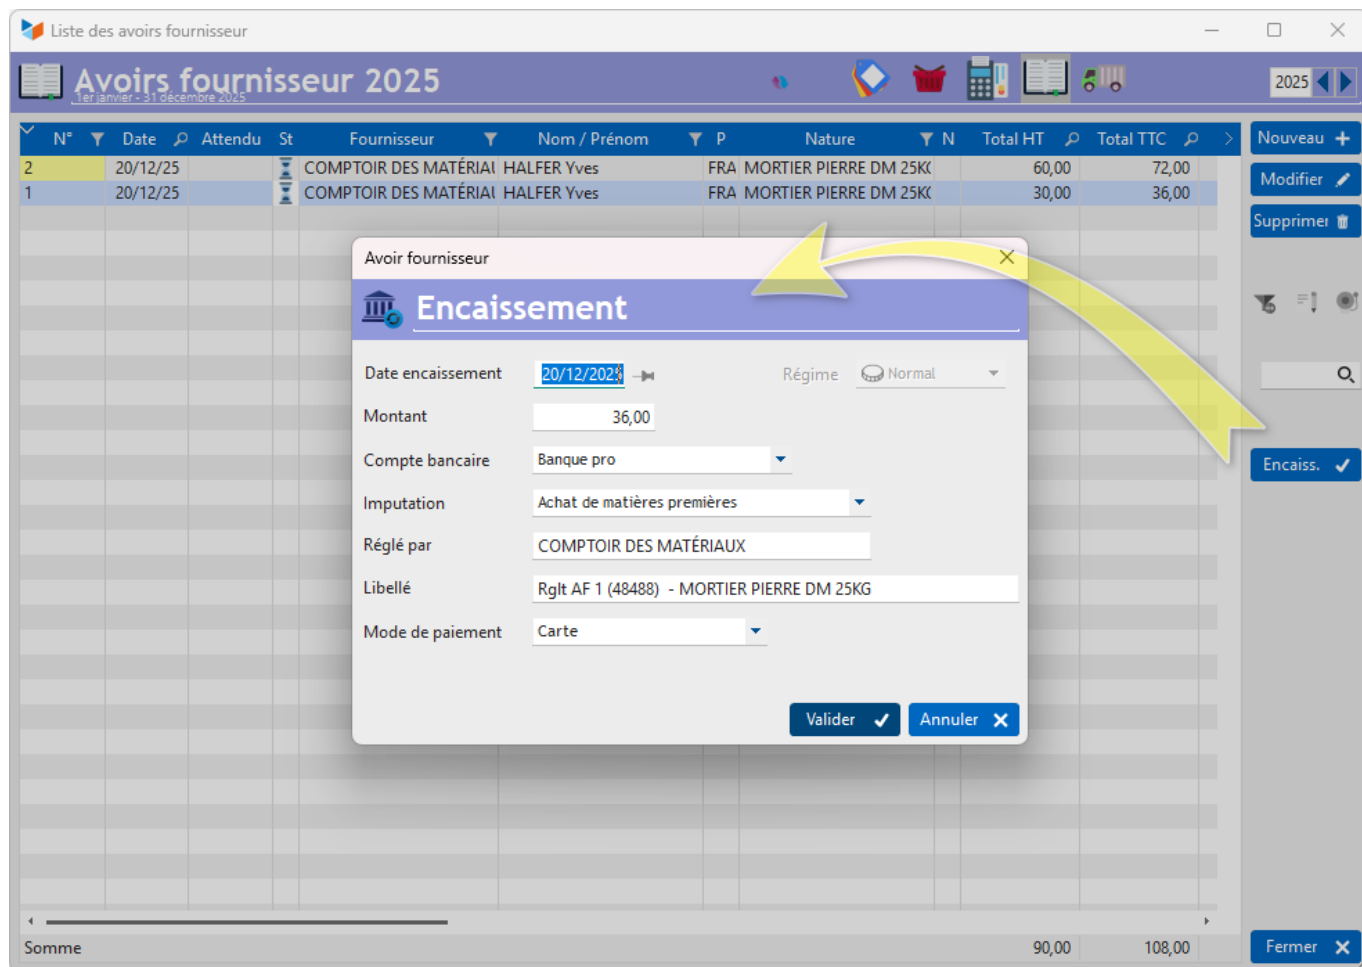 Liste des avoirs fournisseur
Avoirs fournisseur 2025
1er janvier - 31 décembre 2025
2025
N° Date Attendu St Fournisseur Nom / Prénom P Nature N Total HT Total TTC
2 20/12/25 COMPTOIR DES MATÉRIAU HALFER Yves FRA MORTIER PIERRE DM 25K( 60,00 72,00
1 20/12/25 COMPTOIR DES MATÉRIAU HALFER Yves FRA MORTIER PIERRE DM 25K( 30,00 36,00
Nouveau
Modifier
Supprimer
Avoir fournisseur
Encaissement
Date encaissement 20/12/2025 Régime Normal
Montant 36,00
Compte bancaire Banque pro
Imputation Achat de matières premières
Réglé par COMPTOIR DES MATÉRIAUX
Libellé Rglt AF 1 (48488) - MORTIER PIERRE DM 25KG
Mode de paiement Carte
Valider Annuler
Encaiss.
Somme 90,00 108,00
Fermer